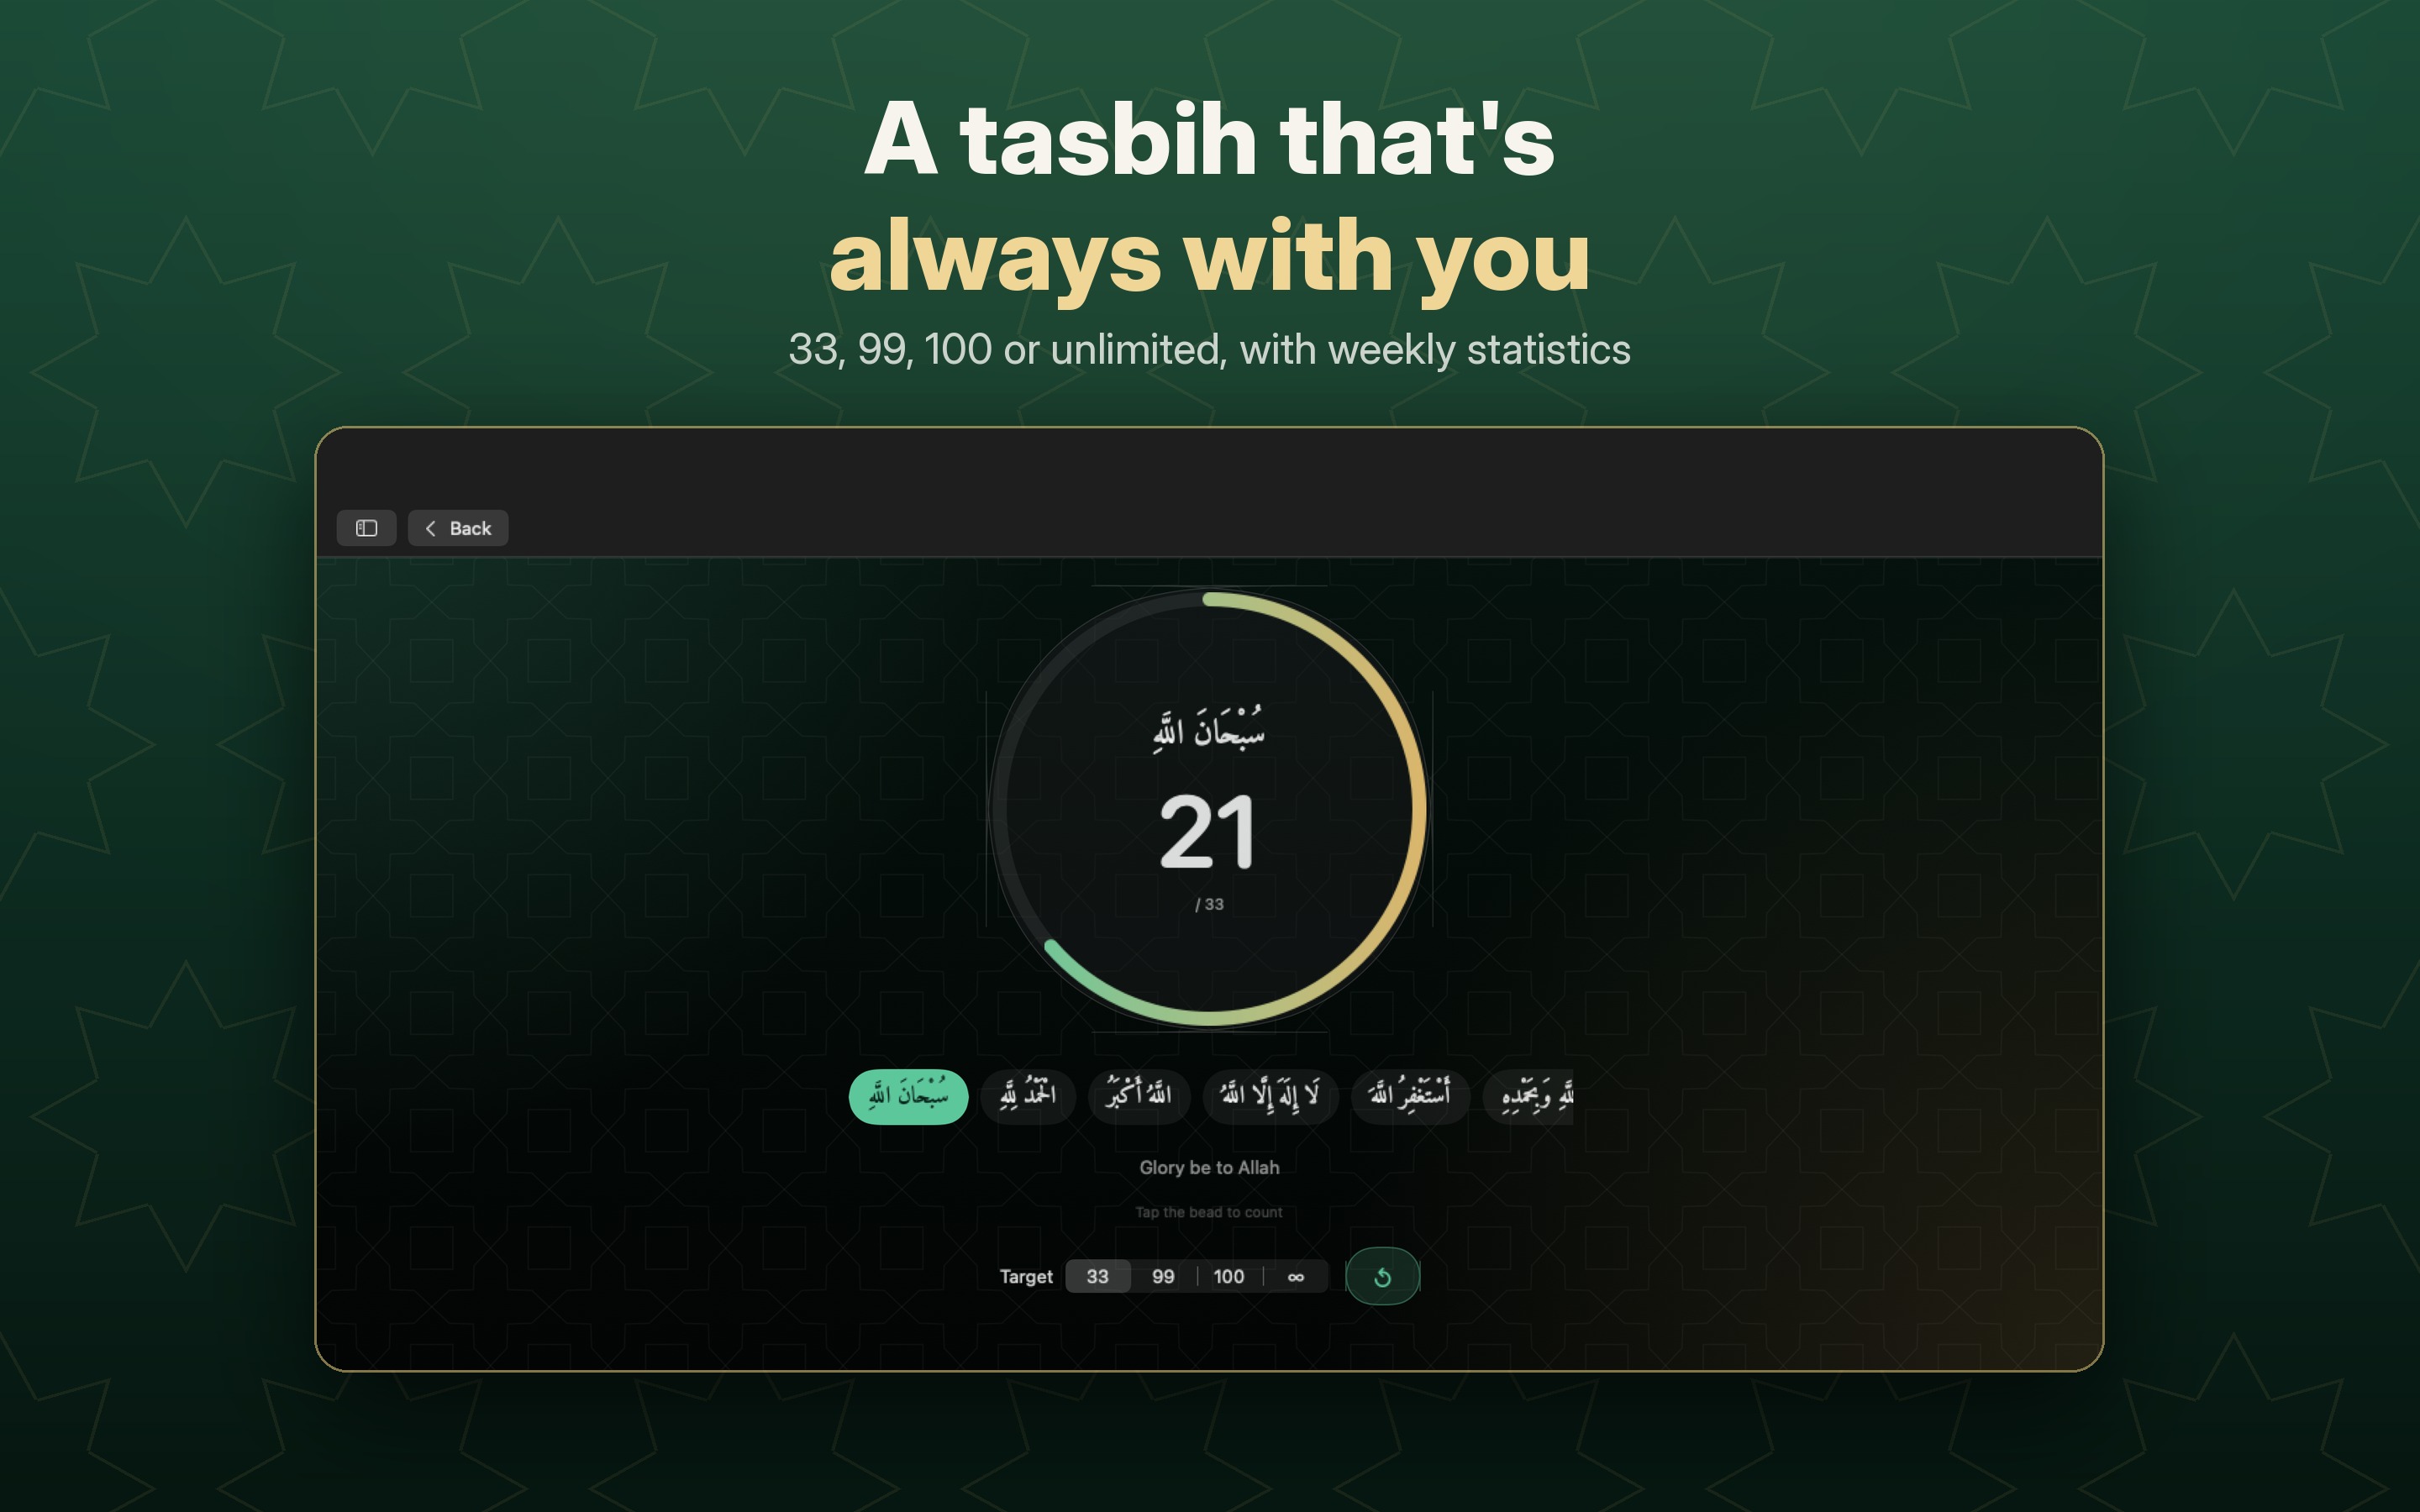 A tasbih that's
always with you
33, 99, 100 or unlimited, with weekly statistics
Back
سُبْحَانَ اللَّهِ
21
/ 33
سُبْحَانَ اللَّهِ الْحَمْدُ لِلَّهِ اللَّهُ أَكْبَرُ لَا إِلَهَ إِلَّا اللَّهُ أَسْتَغْفِرُ اللَّهَ وَبِحَمْدِهِ
Glory be to Allah
Tap the bead to count
Target 33 99 100 ∞